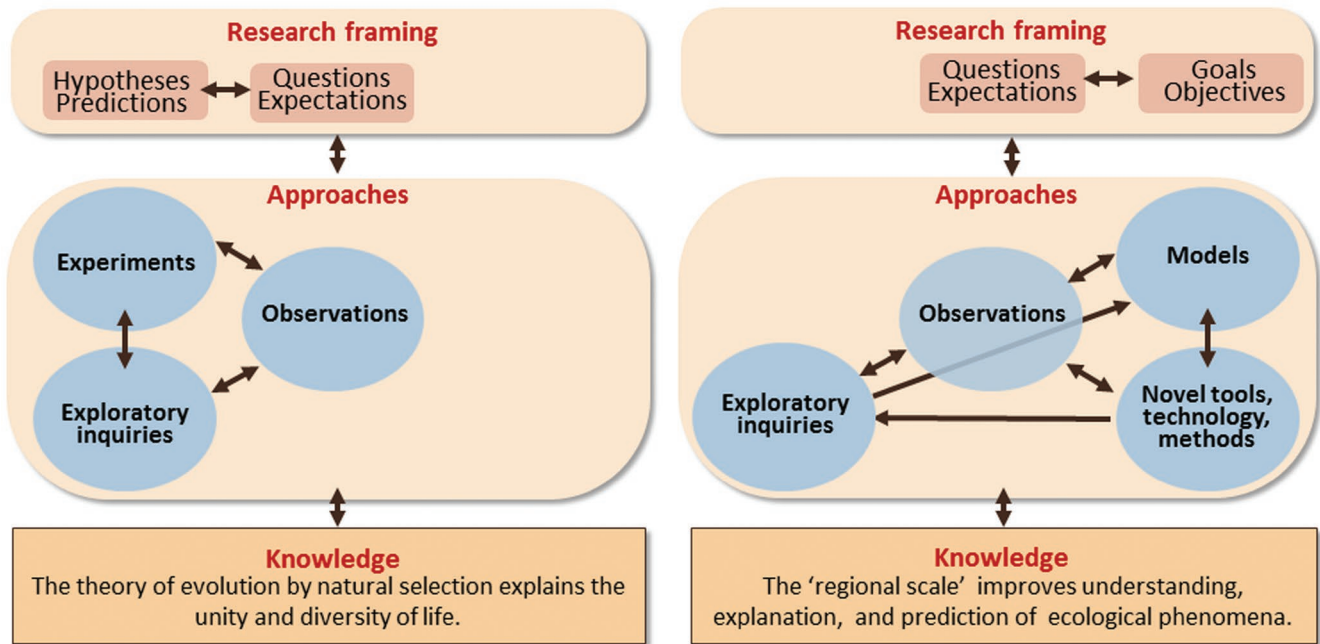 Research framing
Hypotheses
Predictions
Questions
Expectations
Approaches
Experiments
Observations
Exploratory
inquiries
Knowledge
The theory of evolution by natural selection explains the
unity and diversity of life.
Research framing
Questions
Expectations
Goals
Objectives
Approaches
Models
Observations
Exploratory
inquiries
Novel tools,
technology,
methods
Knowledge
The ‘regional scale’ improves understanding,
explanation, and prediction of ecological phenomena.